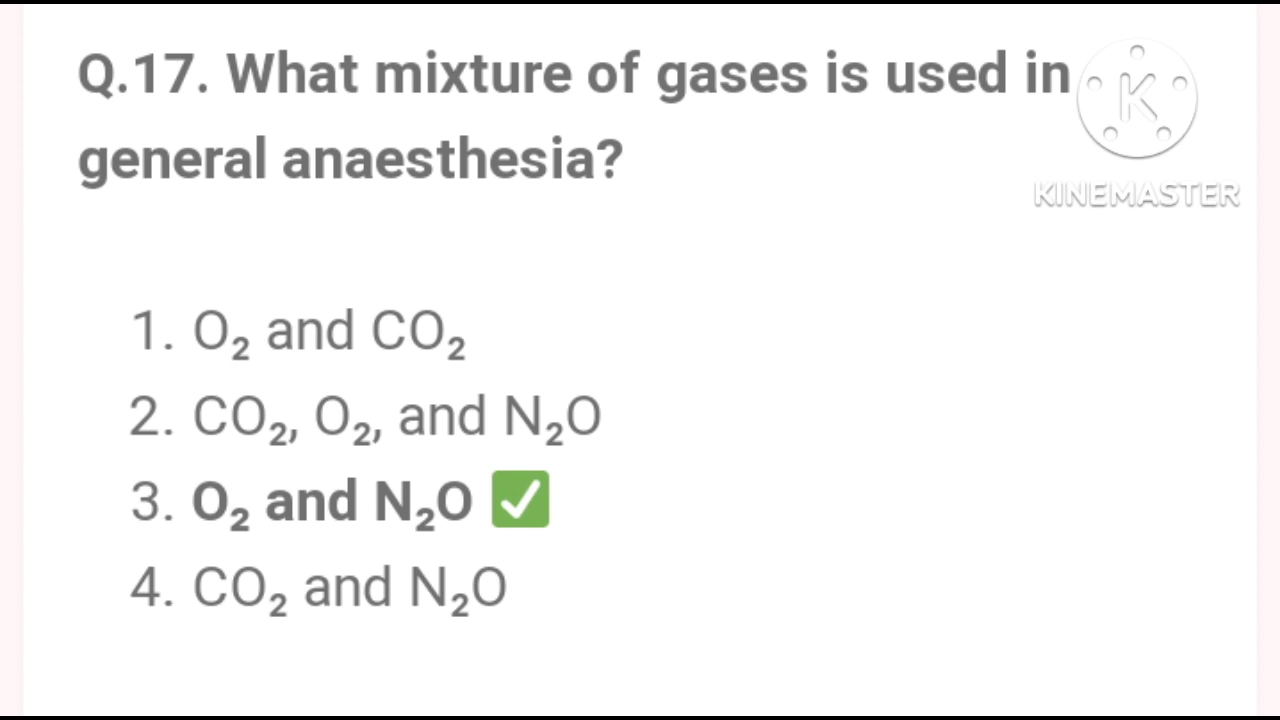 Q.17. What mixture of gases is used in
K
KINEMASTER
general anaesthesia?
1. O₂ and CO₂
2. CO₂, O₂, and N₂O
3. O₂ and N₂O ✅
4. CO₂ and N₂O